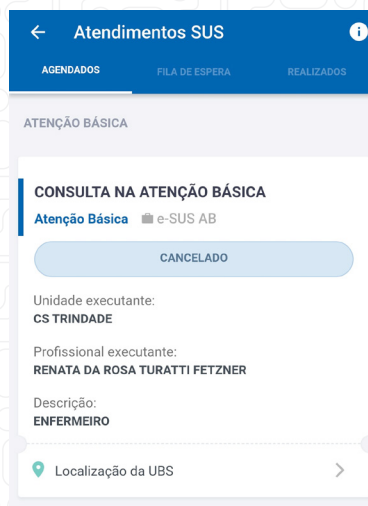 Atendimentos SUS
AGENDADOS FILA DE ESPERA REALIZADOS
ATENÇÃO BÁSICA
CONSULTA NA ATENÇÃO BÁSICA
Atenção Básica e-SUS AB
CANCELADO
Unidade executante:
CS TRINDADE
Profissional executante:
RENATA DA ROSA TURATTI FETZNER
Descrição:
ENFERMEIRO
Localização da UBS